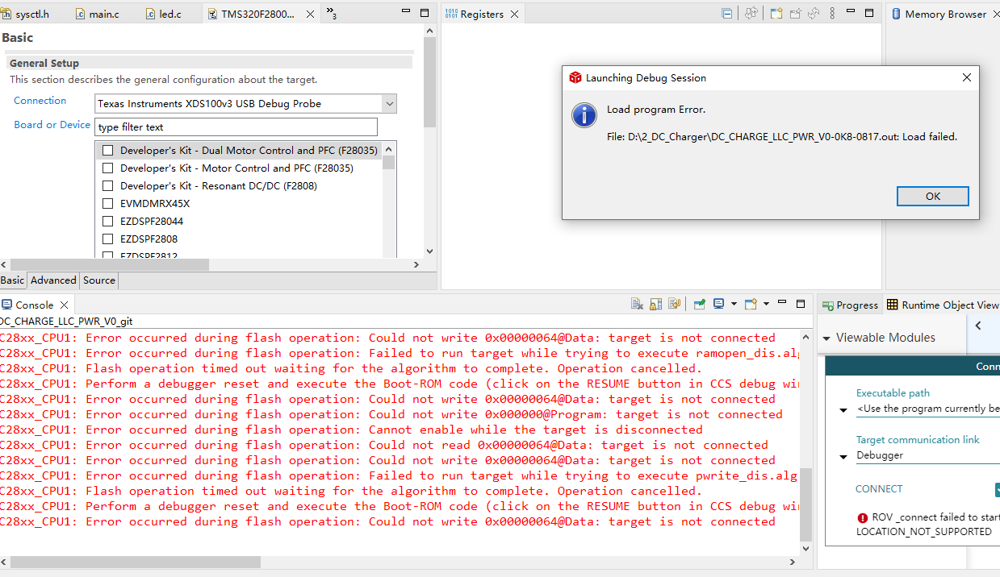 sysctl.h
main.c
led.c
TMS320F2800...
3
Registers
Memory Browser
Basic
General Setup
This section describes the general configuration about the target.
Connection
Texas Instruments XDS100v3 USB Debug Probe
Board or Device
type filter text
Developer's Kit - Dual Motor Control and PFC (F28035)
Developer's Kit - Motor Control and PFC (F28035)
Developer's Kit - Resonant DC/DC (F2808)
EVMDMRX45X
EZDSPF28044
EZDSPF2808
EZDSPF2812
Basic
Advanced
Source
Launching Debug Session
Load program Error.
File: D:\2_DC_Charger\DC_CHARGE_LLC_PWR_V0-0K8-0817.out: Load failed.
OK
Console
DC_CHARGE_LLC_PWR_V0_git
C28xx_CPU1: Error occurred during flash operation: Could not write 0x00000064@Data: target is not connected
C28xx_CPU1: Error occurred during flash operation: Failed to run target while trying to execute ramopen_dis.alg
C28xx_CPU1: Flash operation timed out waiting for the algorithm to complete. Operation cancelled.
C28xx_CPU1: Perform a debugger reset and execute the Boot-ROM code (click on the RESUME button in CCS debug wi
C28xx_CPU1: Error occurred during flash operation: Could not write 0x00000064@Data: target is not connected
C28xx_CPU1: Error occurred during flash operation: Could not write 0x000000@Program: target is not connected
C28xx_CPU1: Error occurred during flash operation: Cannot enable while the target is disconnected
C28xx_CPU1: Error occurred during flash operation: Could not read 0x00000064@Data: target is not connected
C28xx_CPU1: Error occurred during flash operation: Could not write 0x00000064@Data: target is not connected
C28xx_CPU1: Error occurred during flash operation: Failed to run target while trying to execute pwrite_dis.alg
C28xx_CPU1: Flash operation timed out waiting for the algorithm to complete. Operation cancelled.
C28xx_CPU1: Perform a debugger reset and execute the Boot-ROM code (click on the RESUME button in CCS debug wi
C28xx_CPU1: Error occurred during flash operation: Could not write 0x00000064@Data: target is not connected
Progress
Runtime Object View
Viewable Modules
Conn
Executable path
<Use the program currently be
Target communication link
Debugger
CONNECT
ROV _connect failed to start
LOCATION_NOT_SUPPORTED